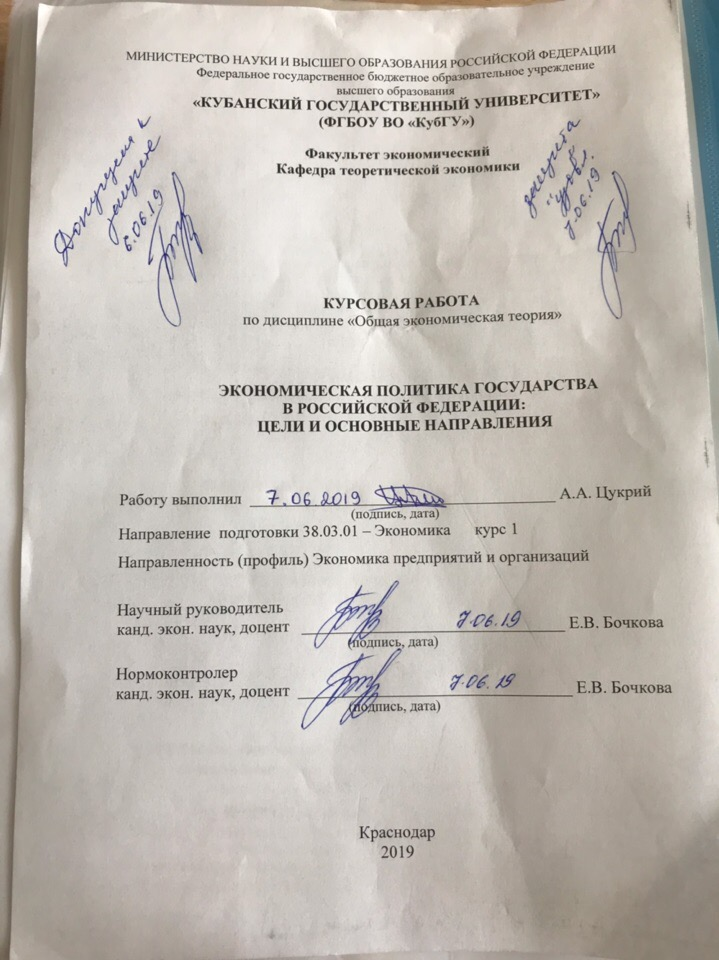 МИНИСТЕРСТВО НАУКИ И ВЫСШЕГО ОБРАЗОВАНИЯ РОССИЙСКОЙ ФЕДЕРАЦИИ
Федеральное государственное бюджетное образовательное учреждение
высшего образования
«КУБАНСКИЙ ГОСУДАРСТВЕННЫЙ УНИВЕРСИТЕТ»
(ФГБОУ ВО «КубГУ»)
Факультет экономический
Кафедра теоретической экономики
Допущена к
защите
6.06.19
защита
"удовл."
7.06.19
КУРСОВАЯ РАБОТА
по дисциплине «Общая экономическая теория»
ЭКОНОМИЧЕСКАЯ ПОЛИТИКА ГОСУДАРСТВА
В РОССИЙСКОЙ ФЕДЕРАЦИИ:
ЦЕЛИ И ОСНОВНЫЕ НАПРАВЛЕНИЯ
Работу выполнил 7.06.2019 А.А. Цукрий
(подпись, дата)
Направление подготовки 38.03.01 – Экономика курс 1
Направленность (профиль) Экономика предприятий и организаций
Научный руководитель
канд. экон. наук, доцент 7.06.19 Е.В. Бочкова
(подпись, дата)
Нормоконтролер
канд. экон. наук, доцент 7.06.19 Е.В. Бочкова
(подпись, дата)
Краснодар
2019